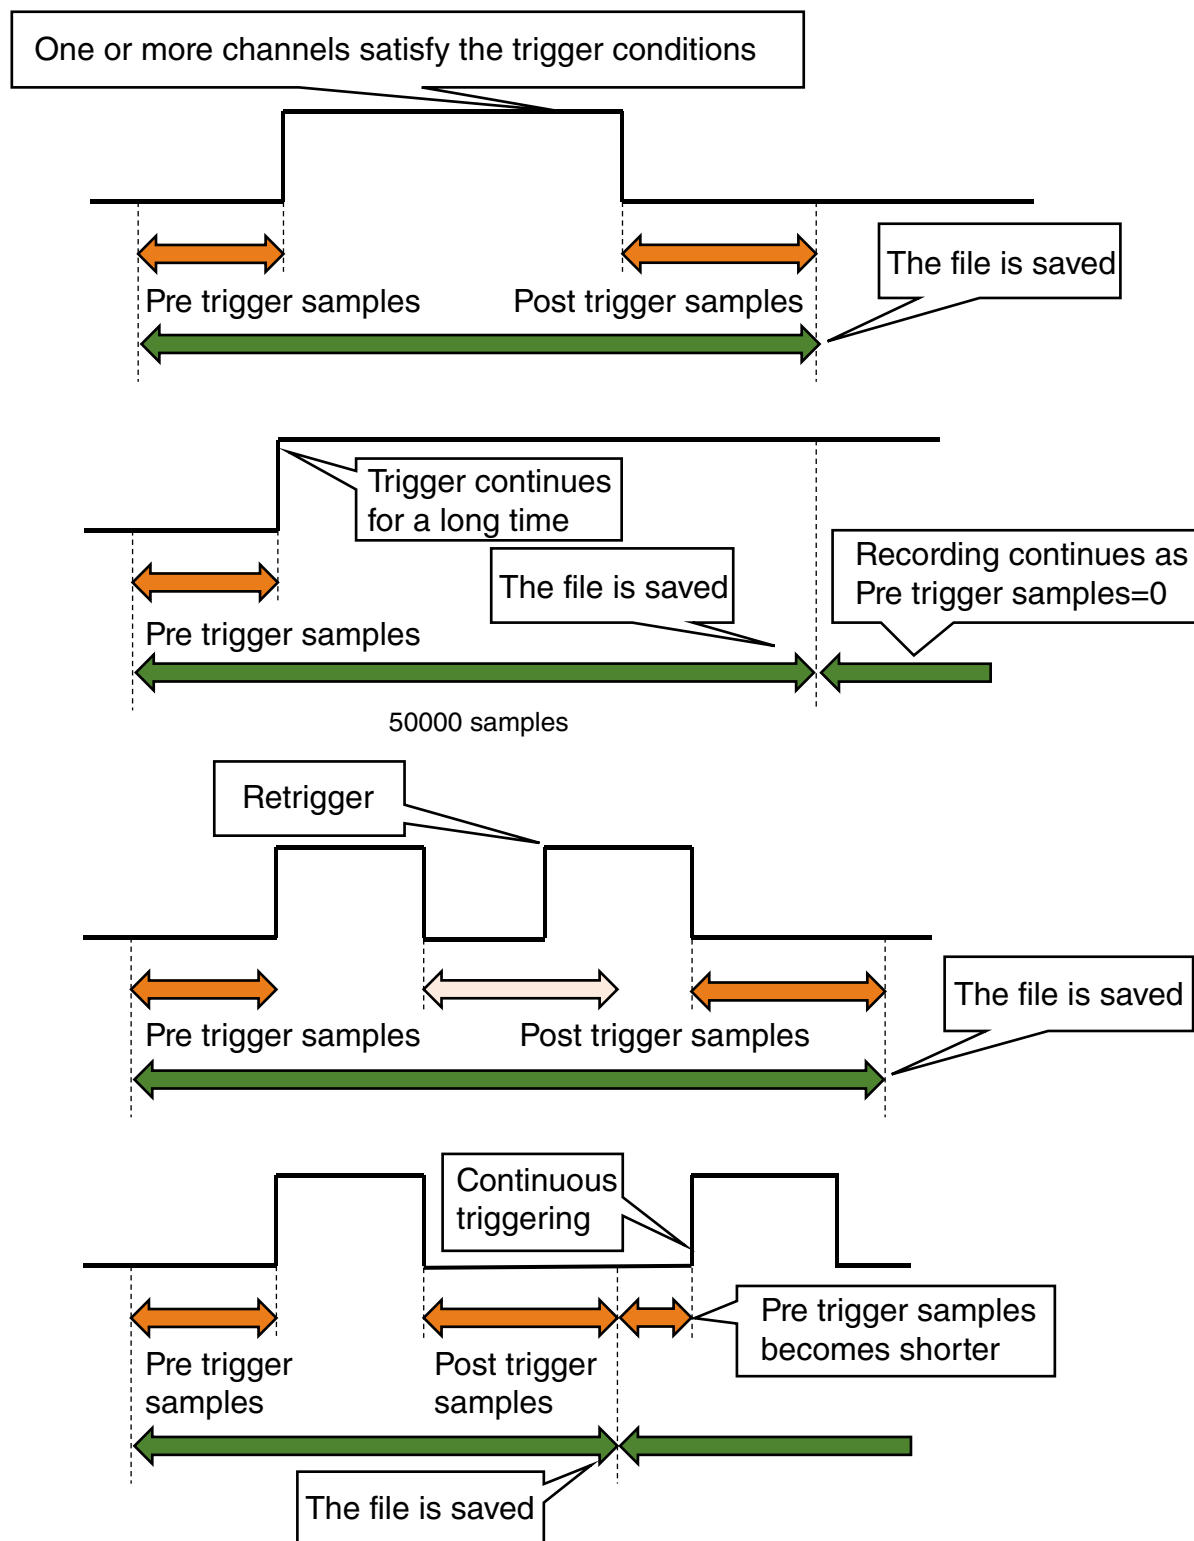 One or more channels satisfy the trigger conditions
The file is saved
Pre trigger samples
Post trigger samples
Trigger continues
for a long time
The file is saved
Recording continues as
Pre trigger samples=0
Pre trigger samples
50000 samples
Retrigger
The file is saved
Pre trigger samples
Post trigger samples
Continuous
triggering
Pre trigger samples
becomes shorter
Pre trigger
samples
Post trigger
samples
The file is saved